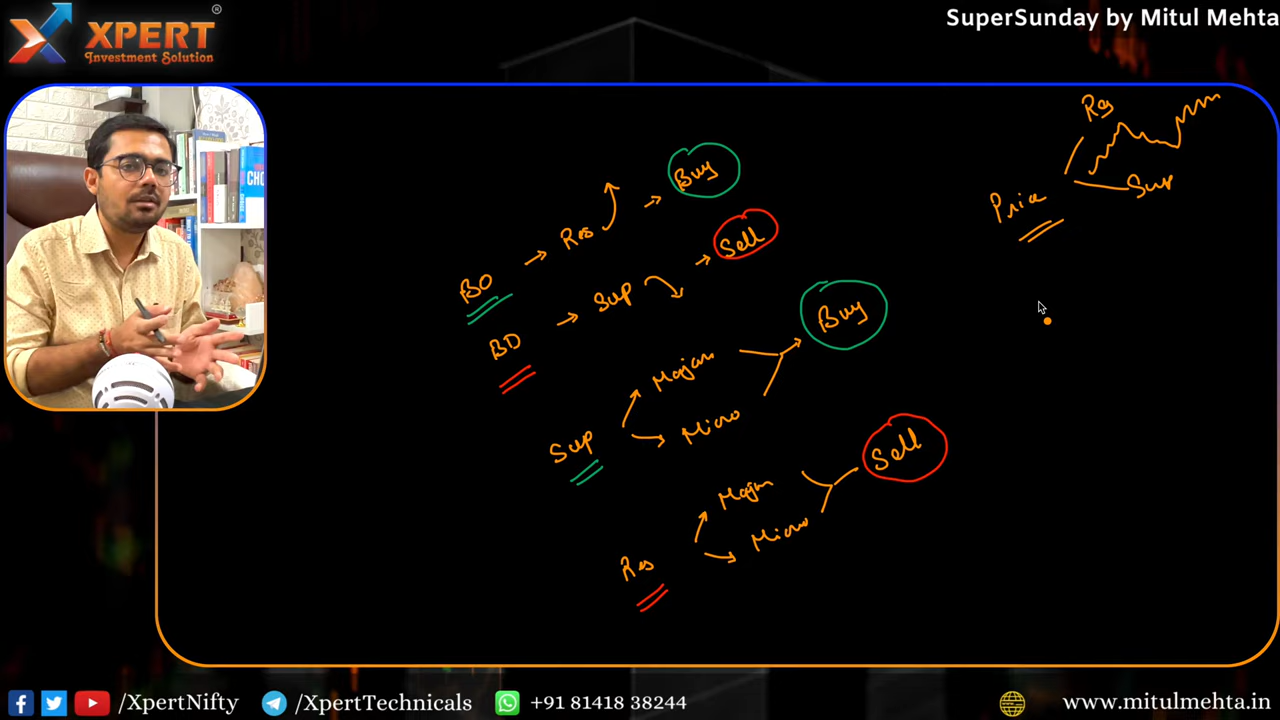 XPERT
®
Investment Solution
SuperSunday by Mitul Mehta
CHO
Res
Price
Sup
BO → Res → Buy
BD → Sup → Sell
Sup
Major
Micro
Buy
Res
Major
Micro
Sell
/XpertNifty
/XpertTechnicals
+91 81418 38244
www.mitulmehta.in